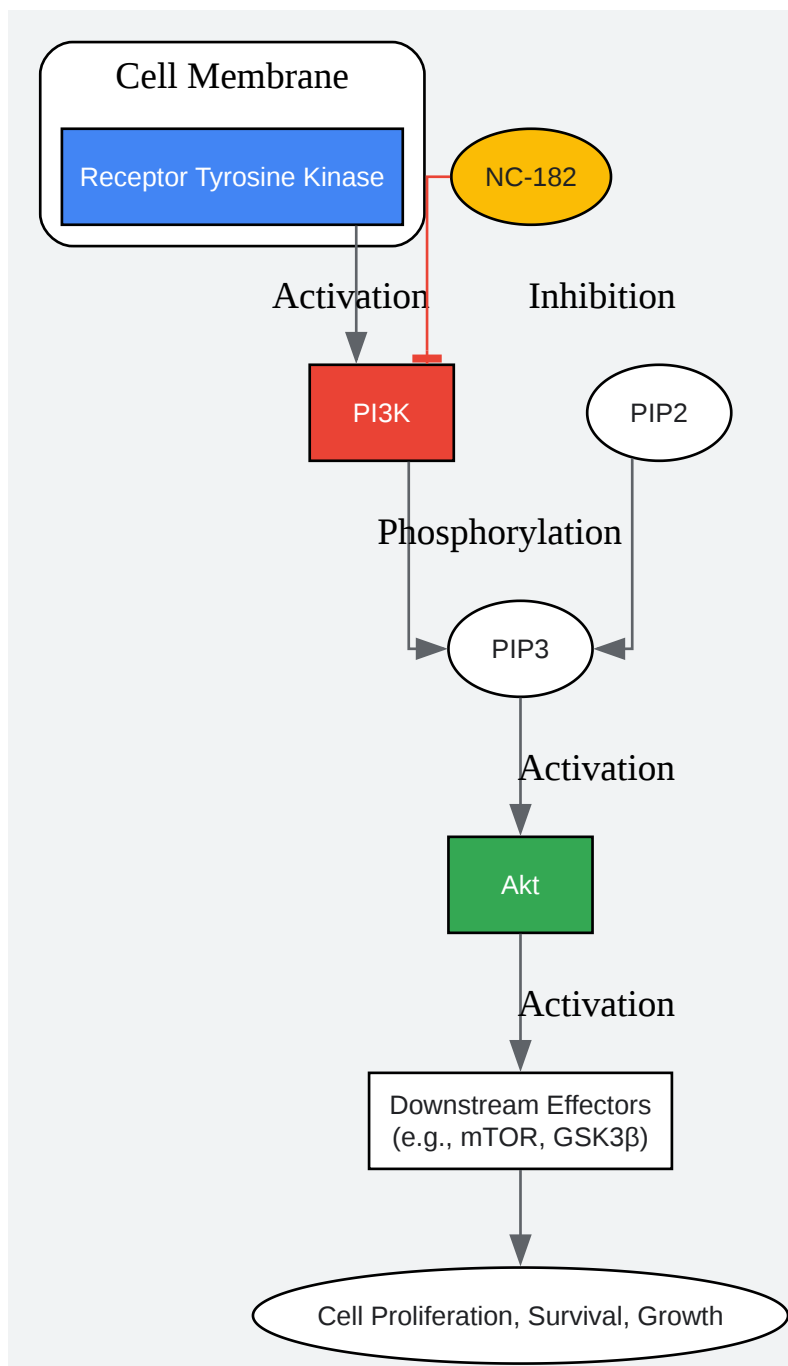 Cell Membrane
Receptor Tyrosine Kinase
NC-182
Activation
Inhibition
PI3K
PIP2
Phosphorylation
PIP3
Activation
Akt
Activation
Downstream Effectors
(e.g., mTOR, GSK3β)
Cell Proliferation, Survival, Growth